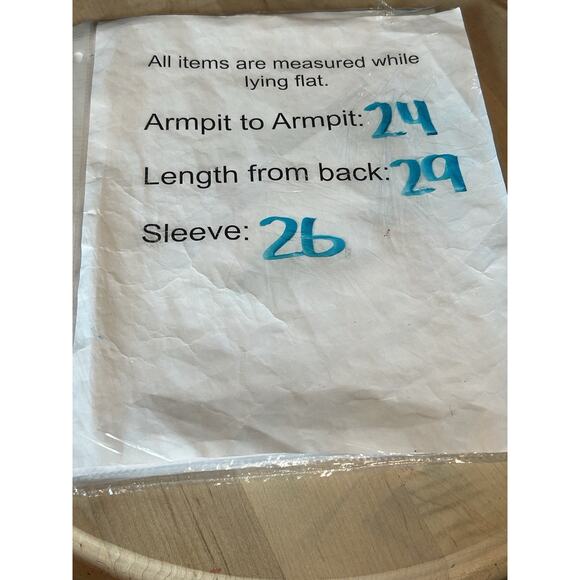 All items are measured while
lying flat.
Armpit to Armpit: 24
Length from back: 29
Sleeve: 26